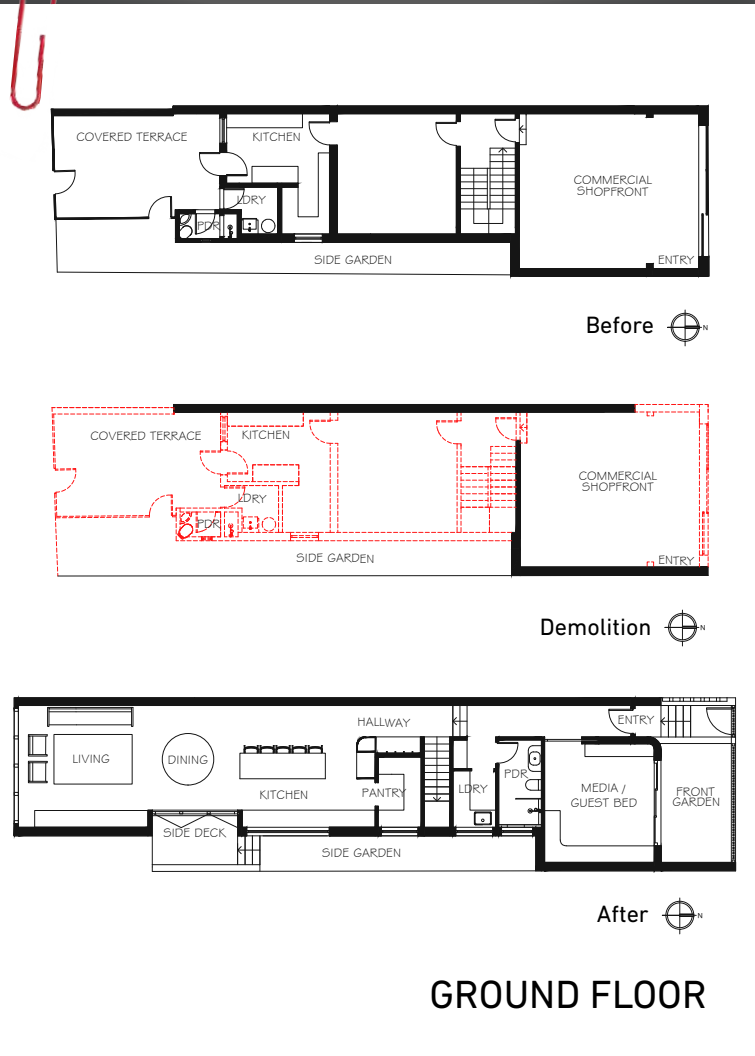 COVERED TERRACE
KITCHEN
LDRY
PDR
COMMERCIAL
SHOPFRONT
SIDE GARDEN
ENTRY
Before
N
COVERED TERRACE
KITCHEN
LDRY
PDR
COMMERCIAL
SHOPFRONT
SIDE GARDEN
ENTRY
Demolition
N
HALLWAY
ENTRY
LIVING
DINING
KITCHEN
PANTRY
LDRY
PDR
MEDIA /
GUEST BED
FRONT
GARDEN
SIDE DECK
SIDE GARDEN
After
N
GROUND FLOOR